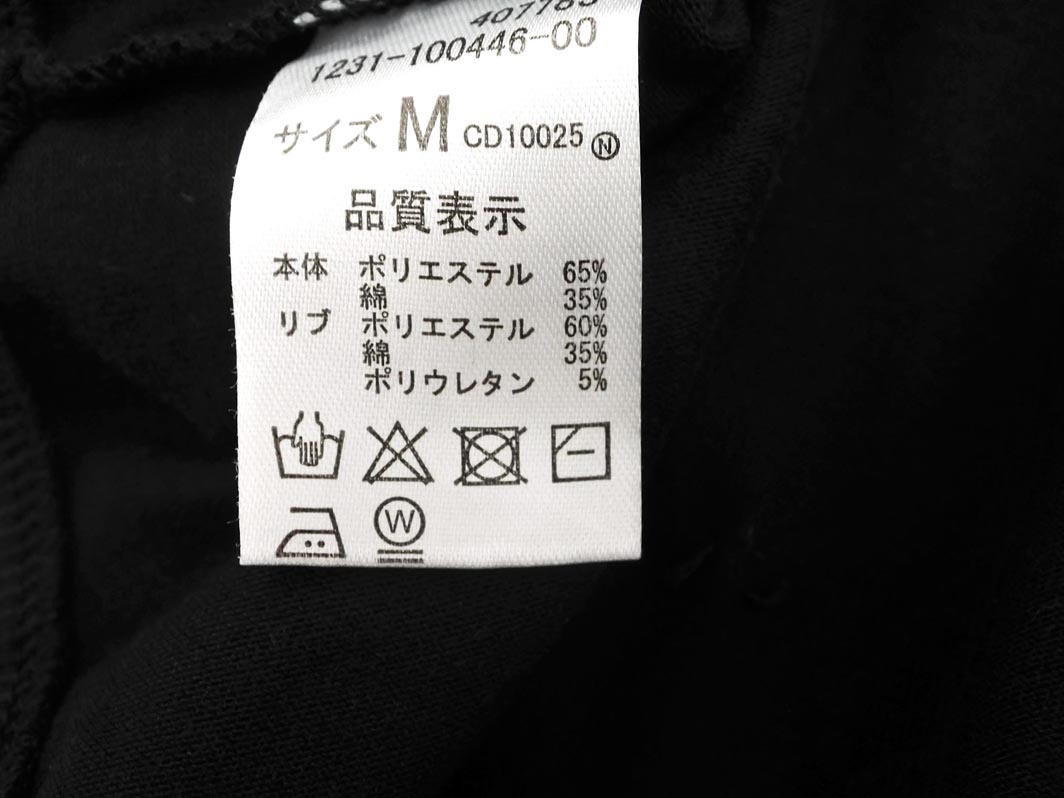 407785
1231-100446-00
サイズ M CD10025 Ⓝ
品質表示
本体 ポリエステル 65%
綿 35%
リブ ポリエステル 60%
綿 35%
ポリウレタン 5%
W